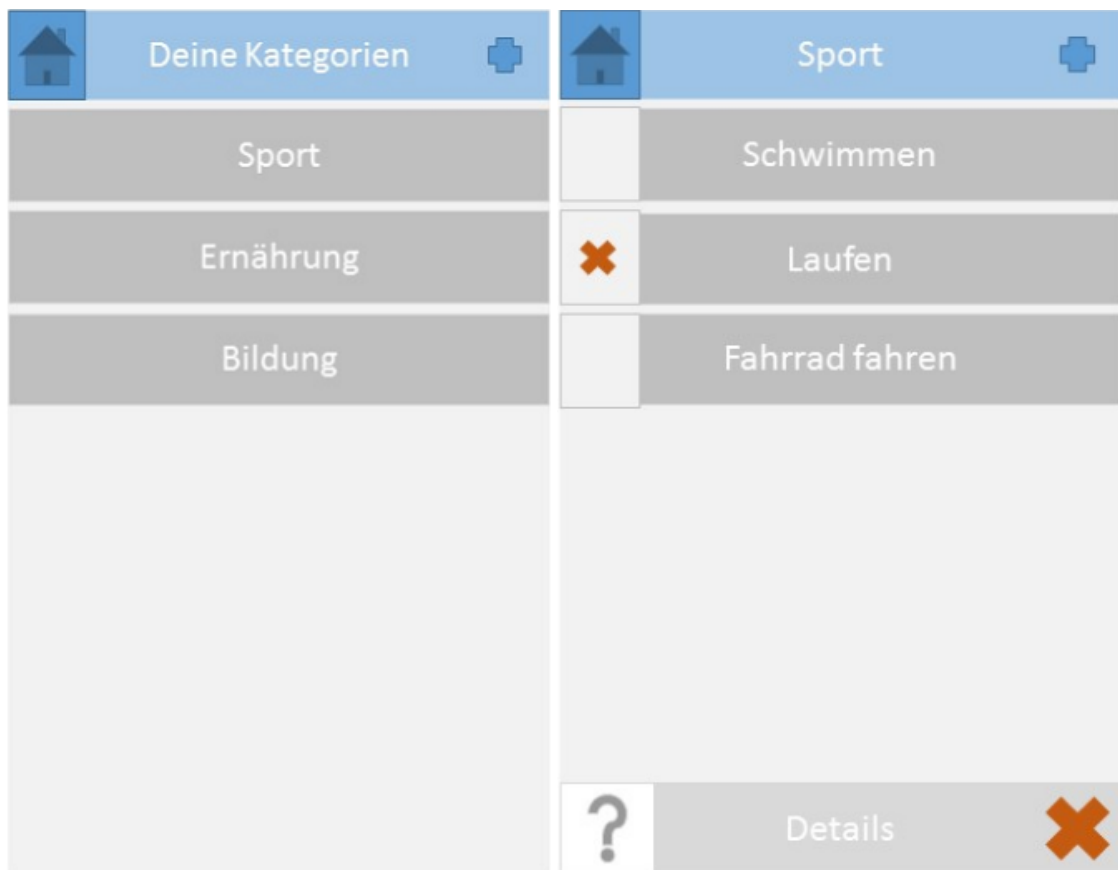 Deine Kategorien
Sport
Ernährung
Bildung
Sport
Schwimmen
Laufen
Fahrrad fahren
?
Details